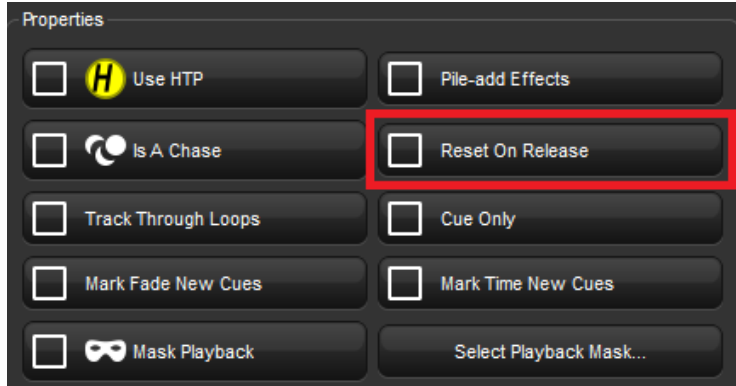 Properties
H Use HTP
Pile-add Effects
Is A Chase
Reset On Release
Track Through Loops
Cue Only
Mark Fade New Cues
Mark Time New Cues
Mask Playback
Select Playback Mask...